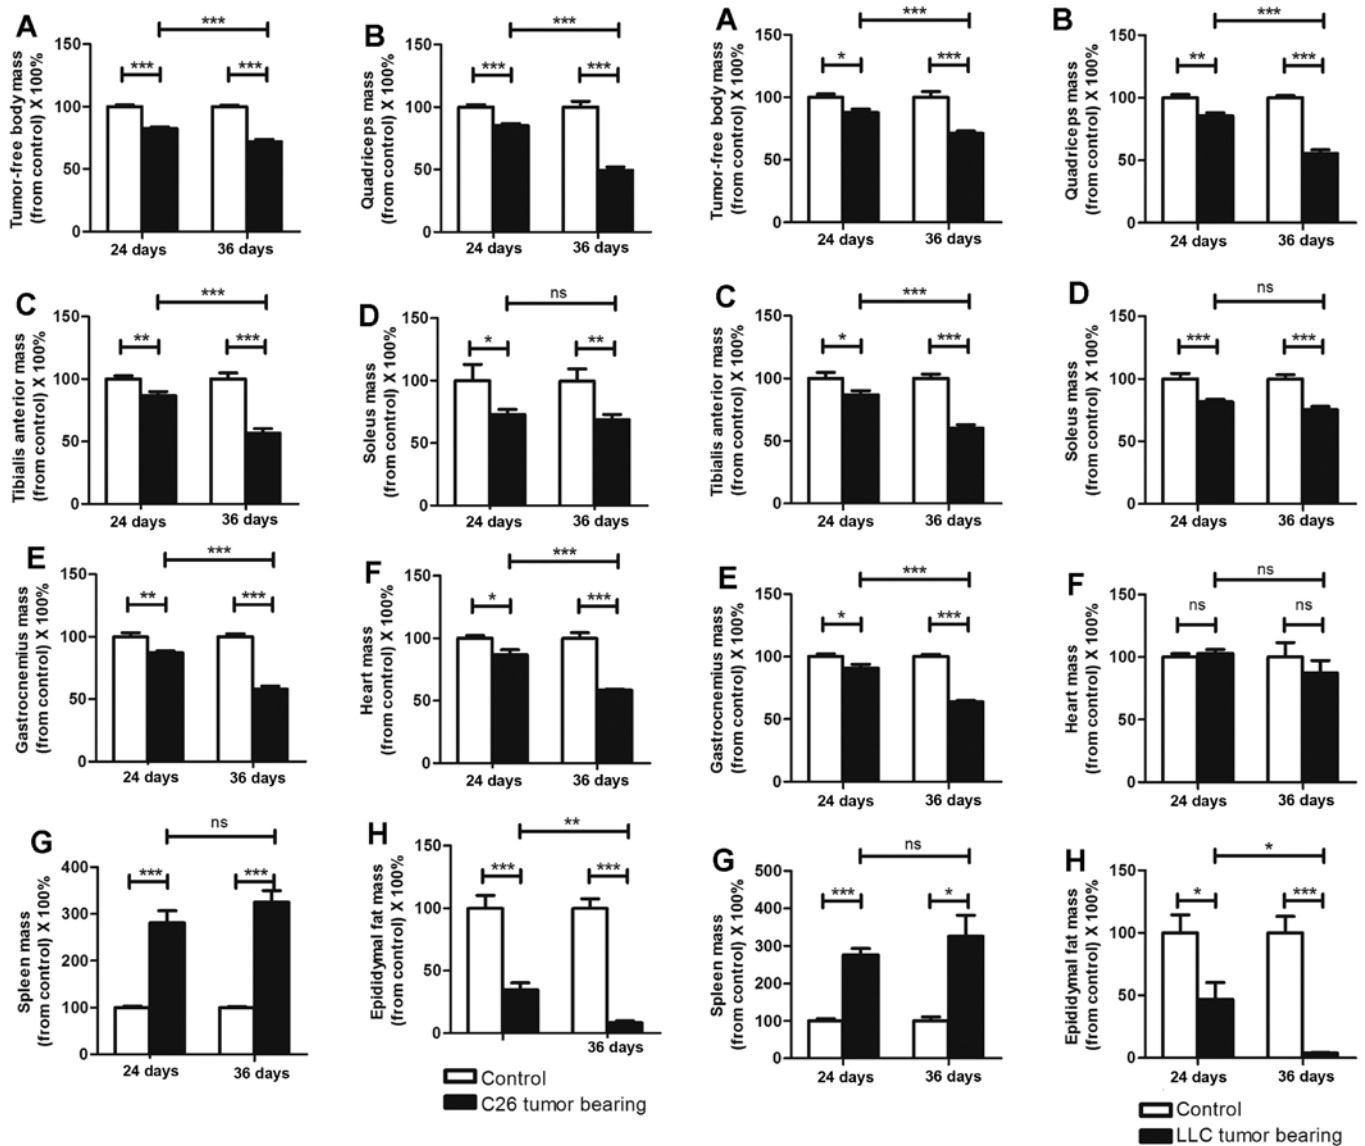 A
Tumor-free body mass
(from control) X 100%
150
100
50
0
***
***
***
24 days
36 days
B
Quadriceps mass
(from control) X 100%
150
100
50
0
***
***
***
24 days
36 days
C
Tibialis anterior mass
(from control) X 100%
150
100
50
0
***
**
***
24 days
36 days
D
Soleus mass
(from control) X 100%
150
100
50
0
ns
*
**
24 days
36 days
E
Gastrocnemius mass
(from control) X 100%
150
100
50
0
***
**
***
24 days
36 days
F
Heart mass
(from control) X 100%
150
100
50
0
***
*
***
24 days
36 days
G
Spleen mass
(from control) X 100%
400
300
200
100
0
ns
***
***
24 days
36 days
H
Epididymal fat mass
(from control) X 100%
150
100
50
0
**
***
***
36 days
Control
C26 tumor bearing
A
Tumor-free body mass
(from control) X 100%
150
100
50
0
***
*
***
24 days
36 days
B
Quadriceps mass
(from control) X 100%
150
100
50
0
***
**
***
24 days
36 days
C
Tibialis anterior mass
(from control) X 100%
150
100
50
0
***
*
***
24 days
36 days
D
Soleus mass
(from control) X 100%
150
100
50
0
ns
***
***
24 days
36 days
E
Gastrocnemius mass
(from control) X 100%
150
100
50
0
***
*
***
24 days
36 days
F
Heart mass
(from control) X 100%
150
100
50
0
ns
ns
ns
24 days
36 days
G
Spleen mass
(from control) X 100%
500
400
300
200
100
0
ns
***
*
24 days
36 days
H
Epididymal fat mass
(from control) X 100%
150
100
50
0
*
*
***
24 days
36 days
Control
LLC tumor bearing